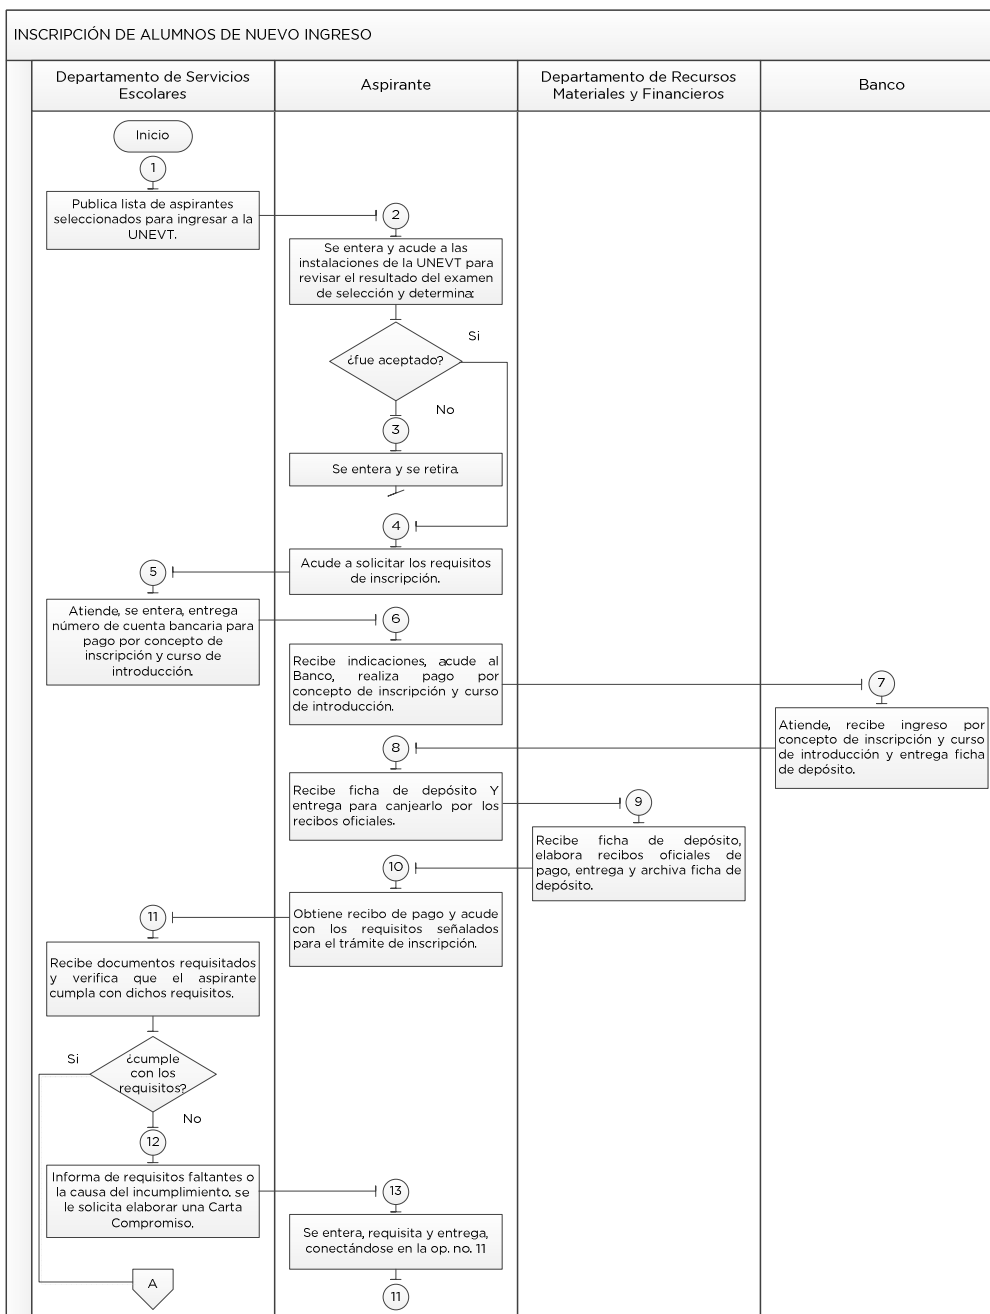 INSCRIPCIÓN DE ALUMNOS DE NUEVO INGRESO
Departamento de Servicios
Escolares
Aspirante
Departamento de Recursos
Materiales y Financieros
Banco
Inicio
1
Publica lista de aspirantes
seleccionados para ingresar a la
UNEVT.
2
Se entera y acude a las
instalaciones de la UNEVT para
revisar el resultado del examen
de selección y determina:
Si
¿fue aceptado?
No
3
Se entera y se retira.
4
Acude a solicitar los requisitos
de inscripción.
5
Atiende, se entera, entrega
número de cuenta bancaria para
pago por concepto de
inscripción y curso de
introducción.
6
Recibe indicaciones, acude al
Banco, realiza pago por
concepto de inscripción y curso
de introducción.
7
Atiende, recibe ingreso por
concepto de inscripción y curso
de introducción y entrega ficha
de depósito.
8
Recibe ficha de depósito Y
entrega para canjearlo por los
recibos oficiales.
9
Recibe ficha de depósito,
elabora recibos oficiales de
pago, entrega y archiva ficha de
depósito.
10
Obtiene recibo de pago y acude
con los requisitos señalados
para el trámite de inscripción.
11
Recibe documentos requisitados
y verifica que el aspirante
cumpla con dichos requisitos.
Si
¿cumple
con los
requisitos?
No
12
Informa de requisitos faltantes o
la causa del incumplimiento. se
le solicita elaborar una Carta
Compromiso.
13
Se entera, requisita y entrega,
conectándose en la op. no. 11
A
11